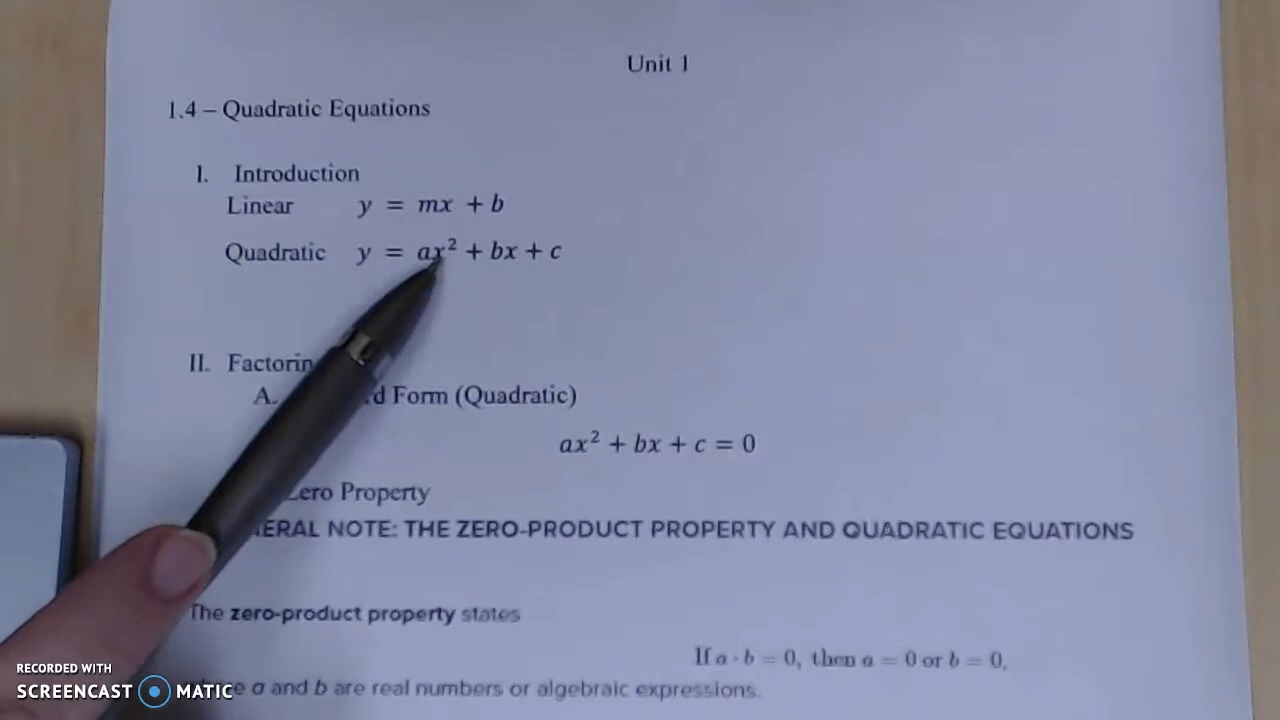 Unit 1
1.4 – Quadratic Equations
I. Introduction
Linear y = mx + b
Quadratic y = ax² + bx + c
II. Factorin
A. d Form (Quadratic)
ax² + bx + c = 0
Zero Property
ERAL NOTE: THE ZERO-PRODUCT PROPERTY AND QUADRATIC EQUATIONS
The zero-product property states
If a · b = 0, then a = 0 or b = 0,
e a and b are real numbers or algebraic expressions.
RECORDED WITH
SCREENCAST MATIC